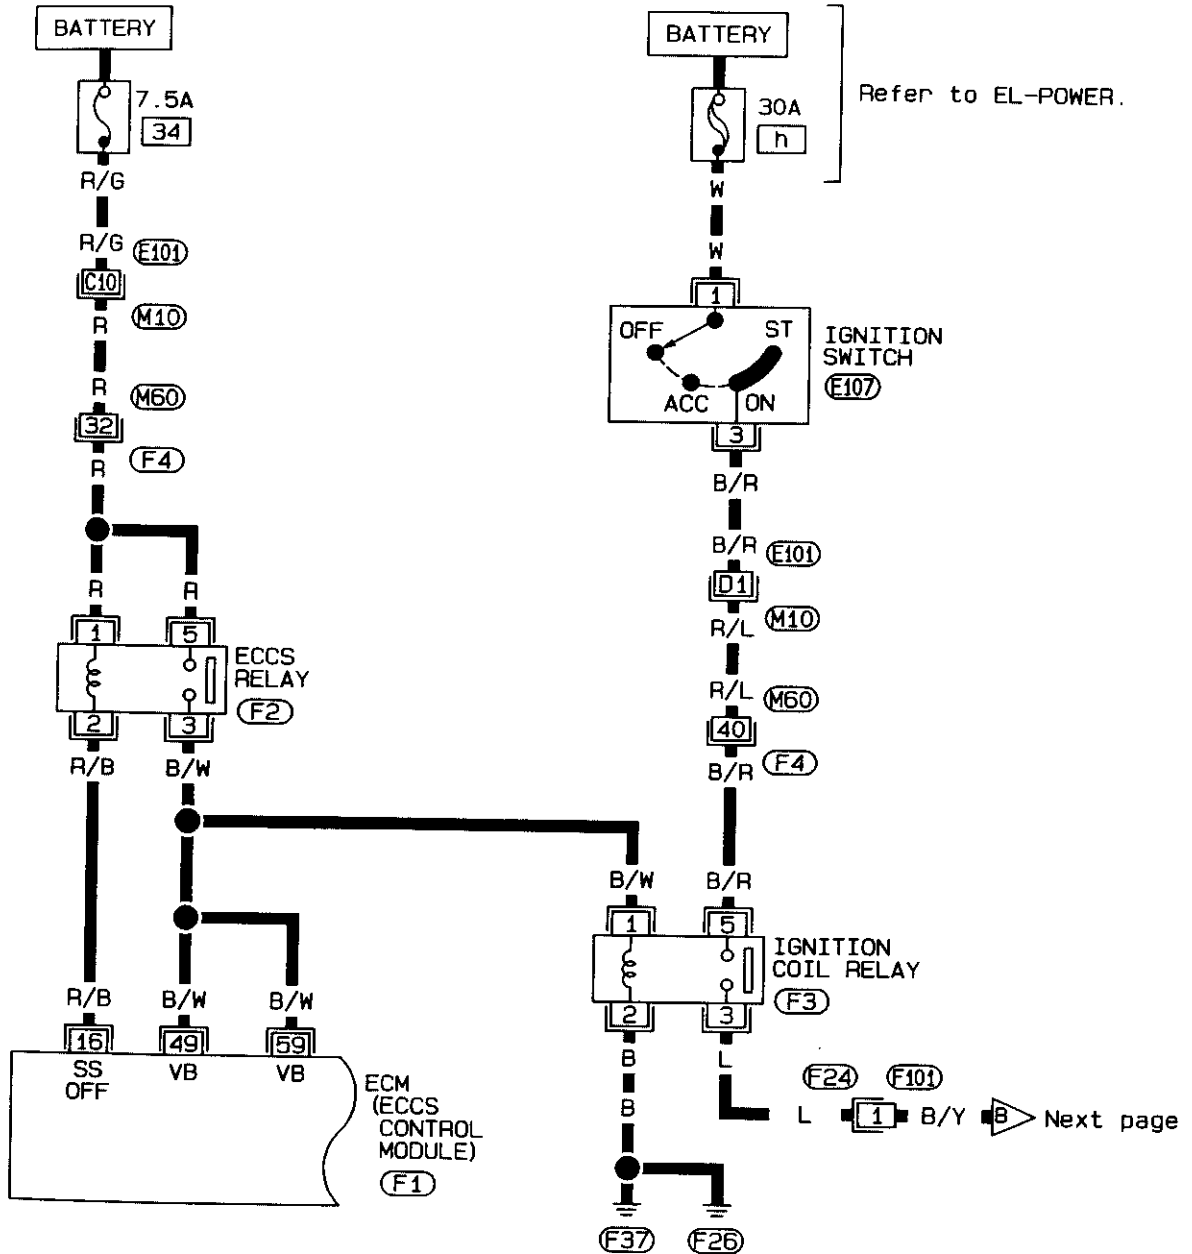 BATTERY
7.5A
34
R/G
R/G
E101
C10
M10
R
R
M60
32
F4
R
R
R
1
5
ECCS
RELAY
F2
2
3
R/B
B/W
R/B
B/W
B/W
16
49
59
SS
OFF
VB
VB
ECM
(ECCS
CONTROL
MODULE)
F1
BATTERY
Refer to EL-POWER.
30A
h
W
W
1
OFF
ST
ACC
ON
IGNITION
SWITCH
E107
3
B/R
B/R
E101
D1
M10
R/L
R/L
M60
40
F4
B/R
B/W
B/R
1
5
IGNITION
COIL RELAY
F3
2
3
B
L
B
F24
F101
L
1
B/Y
B
Next page
F37
F26